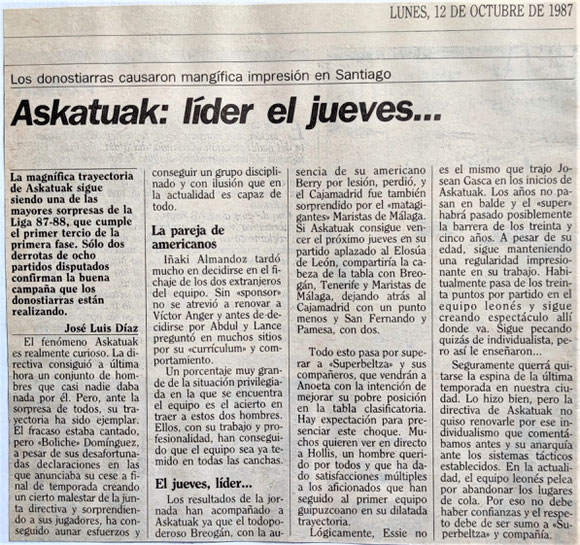 LUNES, 12 DE OCTUBRE DE 1987
Los donostiarras causaron mangífica impresión en Santiago
Askatuak: líder el jueves...
La magnífica trayectoria
de Askatuak sigue
siendo una de las
mayores sorpresas de la
Liga 87-88, que cumple
el primer tercio de la
primera fase. Sólo dos
derrotas de ocho
partidos disputados
confirman la buena
campaña que los
donostiarras están
realizando.
José Luis Díaz
El fenómeno Askatuak
es realmente curioso. La di-
rectiva consiguió a última
hora un conjunto de hom-
bres que casi nadie daba
nada por él. Pero, ante la
sorpresa de todos, su tra-
yectoria ha sido ejemplar.
El fracaso estaba cantado,
pero «Boliche» Domínguez,
a pesar de sus desafortuna-
das declaraciones en las
que anunciaba su cese a fi-
nal de temporada creando
un cierto malestar de la jun-
ta directiva y sorprendien-
do a sus jugadores, ha con-
seguido aunar esfuerzos y
conseguir un grupo discipli-
nado y con ilusión que en
la actualidad es capaz de
todo.
La pareja de
americanos
Iñaki Almandoz tardó
mucho en decidirse en el fi-
chaje de los dos extranjeros
del equipo. Sin «sponsor»
no se atrevió a renovar a
Víctor Anger y antes de de-
cidirse por Abdul y Lance
preguntó en muchos sitios
por su «currículum» y com-
portamiento.
Un porcentaje muy gran-
de de la situación privilegia-
da en la que se encuentra
el equipo es el acierto en
traer a estos dos hombres.
Ellos, con su trabajo y pro-
fesionalidad, han consegui-
do que el equipo sea ya te-
mido en todas las canchas.
El jueves, líder...
Los resultados de la jor-
nada han acompañado a
Askatuak ya que el todopo-
deroso Breogán, con la au-
sencia de su americano
Berry por lesión, perdió, y
el Cajamadrid fue también
sorprendido por el «matagi-
gantes» Maristas de Málaga.
Si Askatuak consigue ven-
cer el próximo jueves en su
partido aplazado al Elosúa
de León, compartiría la ca-
beza de la tabla con Breo-
gán, Tenerife y Maristas de
Málaga, dejando atrás al
Cajamadrid con un punto
menos y San Fernando y
Pamesa, con dos.
Todo esto pasa por supe-
rar a «Superbeltza» y sus
compañeros, que vendrán a
Anoeta con la intención de
mejorar su pobre posición
en la tabla clasificatoria.
Hay expectación para pre-
senciar este choque. Mu-
chos quieren ver en directo
a Hollis, un hombre queri-
do por todos y que ha da-
do satisfacciones múltiples
a los aficionados que han
seguido al primer equipo
guipuzcoano en su dilatada
trayectoria.
Lógicamente, Essie no
es el mismo que trajo Jo-
sean Gasca en los inicios de
Askatuak. Los años no pa-
san en balde y el «super»
habrá pasado posiblemente
la barrera de los treinta y
cinco años. A pesar de su
edad, sigue manteniendo
una regularidad impresio-
nante en su trabajo. Habi-
tualmente pasa de los trein-
ta puntos por partido en el
equipo leonés y sigue
creando espectáculo allí
donde va. Sigue pecando
quizás de individualista, pe-
ro así le enseñaron...
Seguramente querrá qui-
tarse la espina de la última
temporada en nuestra ciu-
dad. Lo hizo bien, pero la
directiva de Askatuak no
quiso renovarle por ese in-
dividualismo que comentá-
bamos antes y su anarquía
ante los sistemas tácticos
establecidos. En la actuali-
dad, el equipo leonés pelea
por abandonar los lugares
de cola. Por eso no debe
haber confianzas y el respe-
to debe de ser sumo a «Su-
perbeltza» y compañía.